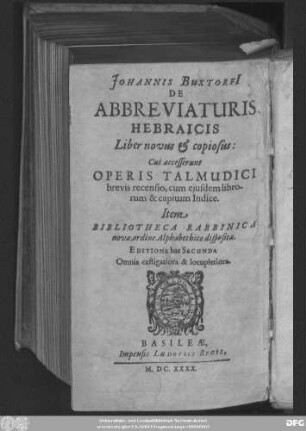 JOHANNIS BUXTORFI
DE
ABBREVIATURIS
HEBRAICIS
Liber novus & copiosus:
Cui accesserunt
OPERIS TALMUDICI
brevis recensio, cum ejusdem libro-
rum & capitum Indice.
Item
BIBLIOTHECA RABBINICA
nova, ordine Alphabethico disposita.
EDITIONE hac SECUNDA
Omnia castigatiora & locupletiora.
BASILEÆ,
Impensis LUDOVICI REGIS,
M. DC. XXXX.
DFG